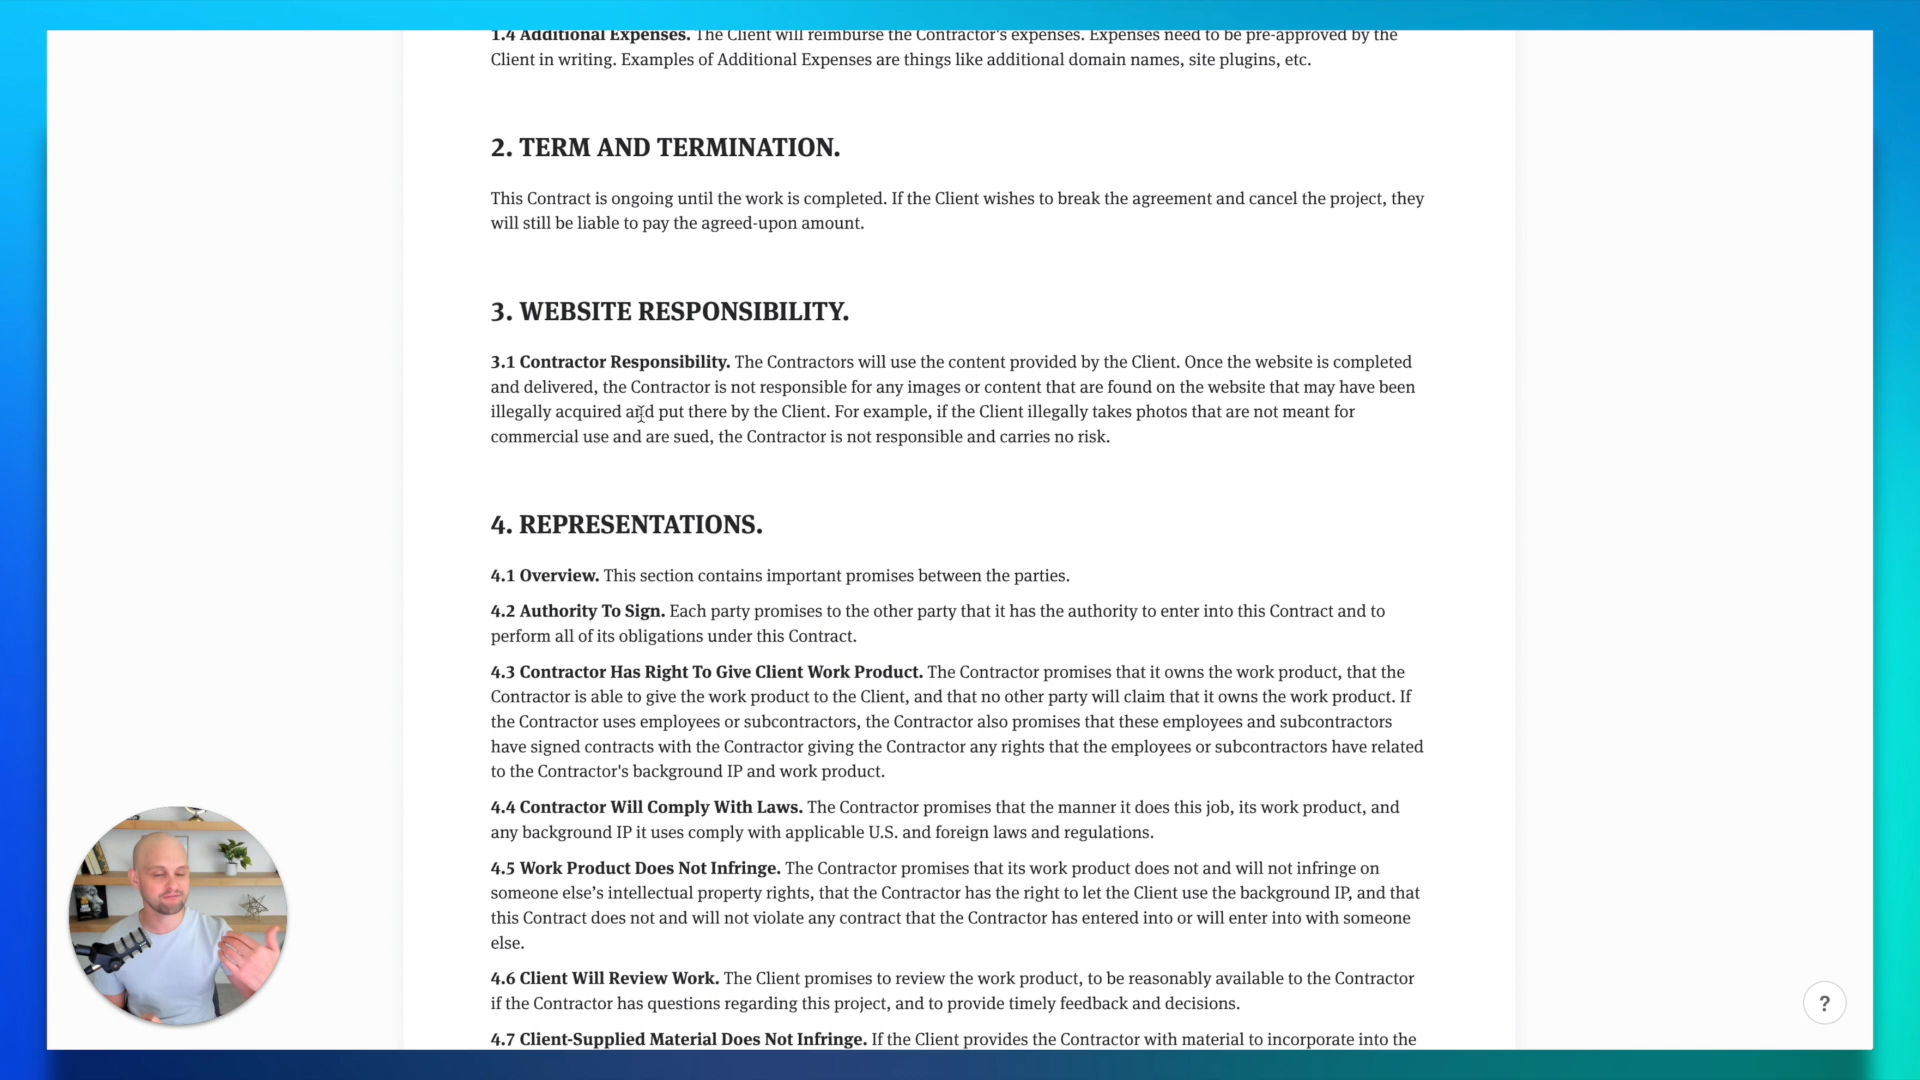 1.4 Additional Expenses. The Client will reimburse the Contractor's expenses. Expenses need to be pre-approved by the
Client in writing. Examples of Additional Expenses are things like additional domain names, site plugins, etc.
2. TERM AND TERMINATION.
This Contract is ongoing until the work is completed. If the Client wishes to break the agreement and cancel the project, they
will still be liable to pay the agreed-upon amount.
3. WEBSITE RESPONSIBILITY.
3.1 Contractor Responsibility. The Contractors will use the content provided by the Client. Once the website is completed
and delivered, the Contractor is not responsible for any images or content that are found on the website that may have been
illegally acquired and put there by the Client. For example, if the Client illegally takes photos that are not meant for
commercial use and are sued, the Contractor is not responsible and carries no risk.
4. REPRESENTATIONS.
4.1 Overview. This section contains important promises between the parties.
4.2 Authority To Sign. Each party promises to the other party that it has the authority to enter into this Contract and to
perform all of its obligations under this Contract.
4.3 Contractor Has Right To Give Client Work Product. The Contractor promises that it owns the work product, that the
Contractor is able to give the work product to the Client, and that no other party will claim that it owns the work product. If
the Contractor uses employees or subcontractors, the Contractor also promises that these employees and subcontractors
have signed contracts with the Contractor giving the Contractor any rights that the employees or subcontractors have related
to the Contractor's background IP and work product.
4.4 Contractor Will Comply With Laws. The Contractor promises that the manner it does this job, its work product, and
any background IP it uses comply with applicable U.S. and foreign laws and regulations.
4.5 Work Product Does Not Infringe. The Contractor promises that its work product does not and will not infringe on
someone else’s intellectual property rights, that the Contractor has the right to let the Client use the background IP, and that
this Contract does not and will not violate any contract that the Contractor has entered into or will enter into with someone
else.
4.6 Client Will Review Work. The Client promises to review the work product, to be reasonably available to the Contractor
if the Contractor has questions regarding this project, and to provide timely feedback and decisions.
4.7 Client-Supplied Material Does Not Infringe. If the Client provides the Contractor with material to incorporate into the
?